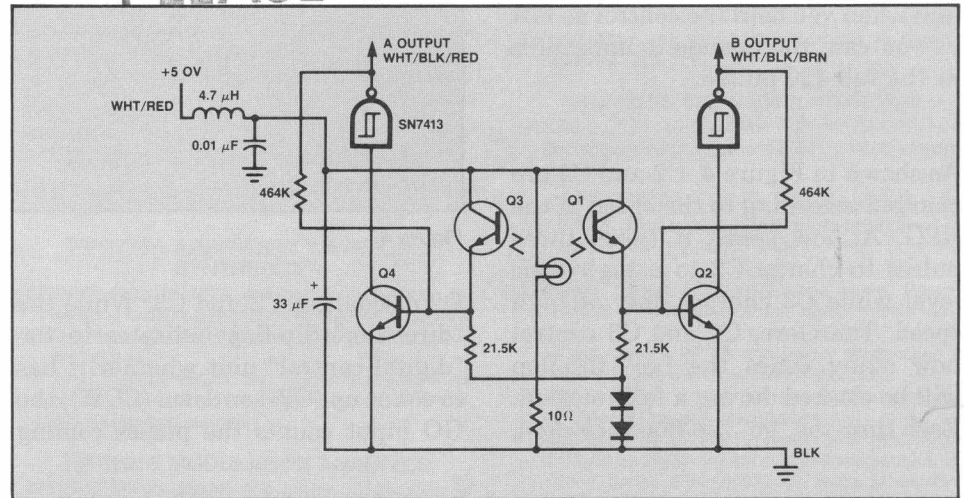 A OUTPUT
WHT/BLK/RED
B OUTPUT
WHT/BLK/BRN
+5 OV
WHT/RED
4.7 μH
0.01 μF
SN7413
464K
464K
Q3
Q1
Q4
Q2
+
33 μF
21.5K
21.5K
10Ω
BLK